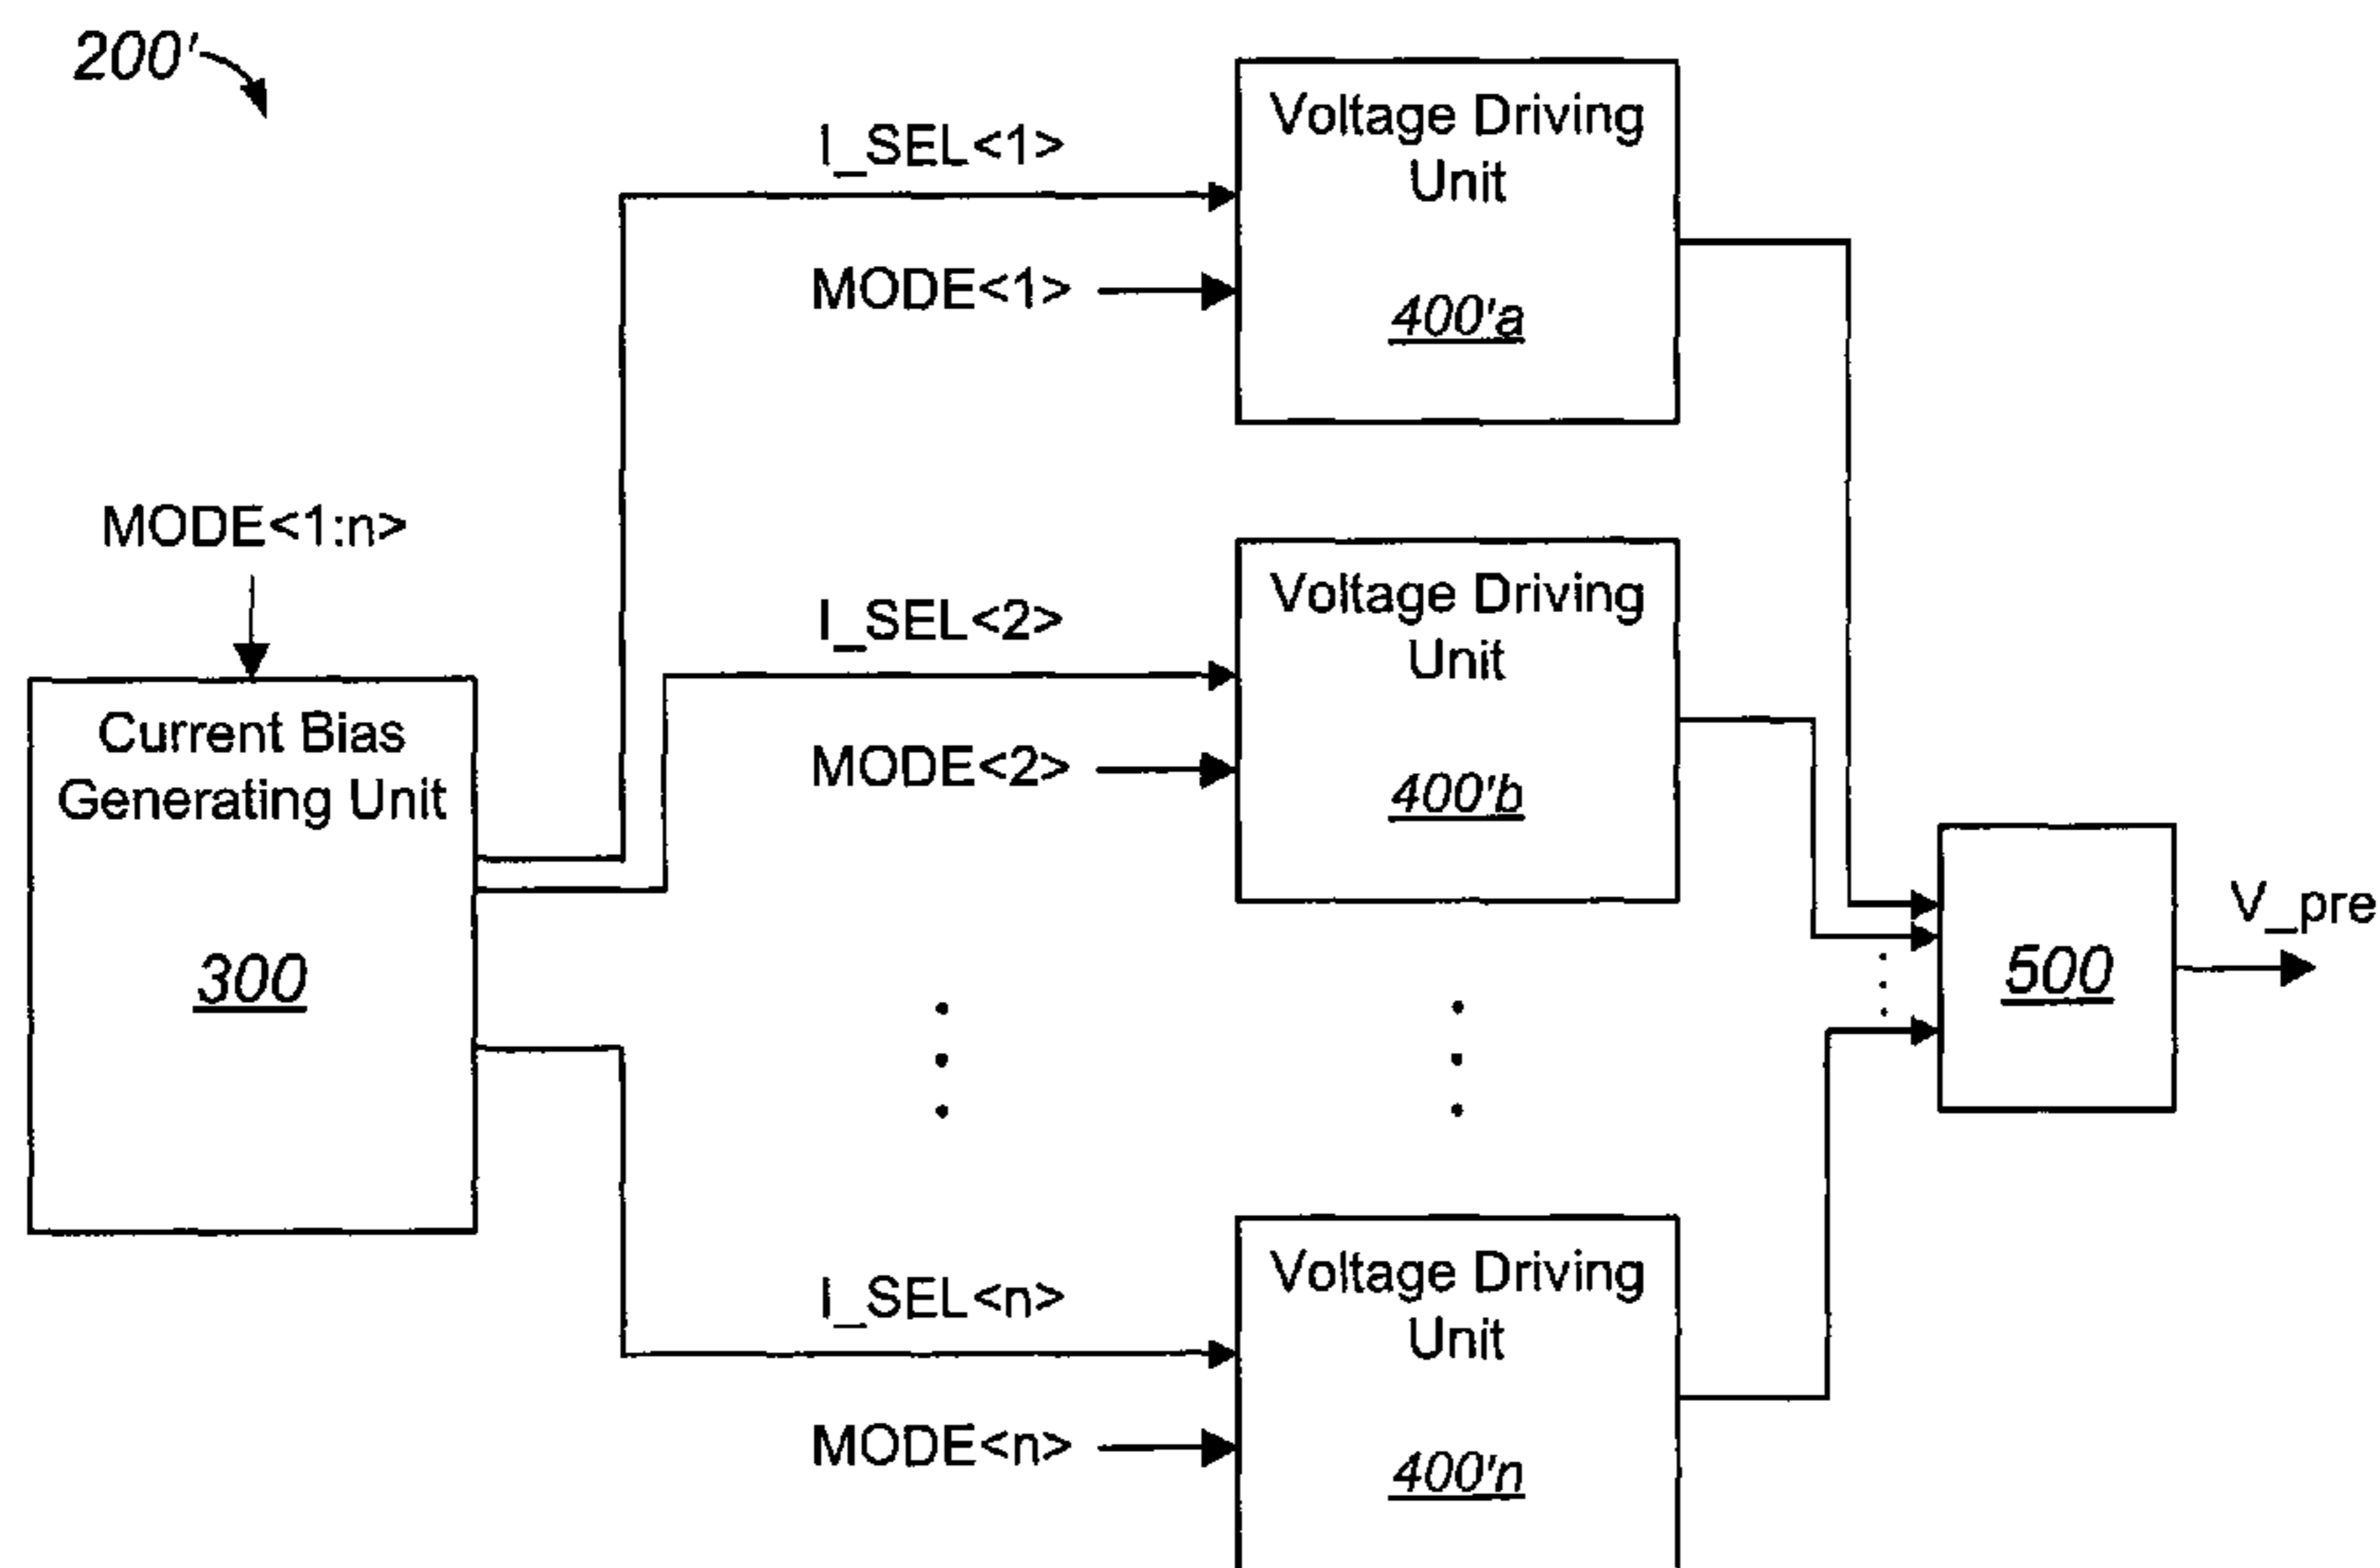 200'
Voltage Driving
Unit
400'a
I_SEL<1>
MODE<1>
MODE<1:n>
Current Bias
Generating Unit
300
I_SEL<2>
MODE<2>
Voltage Driving
Unit
400'b
500
V_pre
I_SEL<n>
MODE<n>
Voltage Driving
Unit
400'n